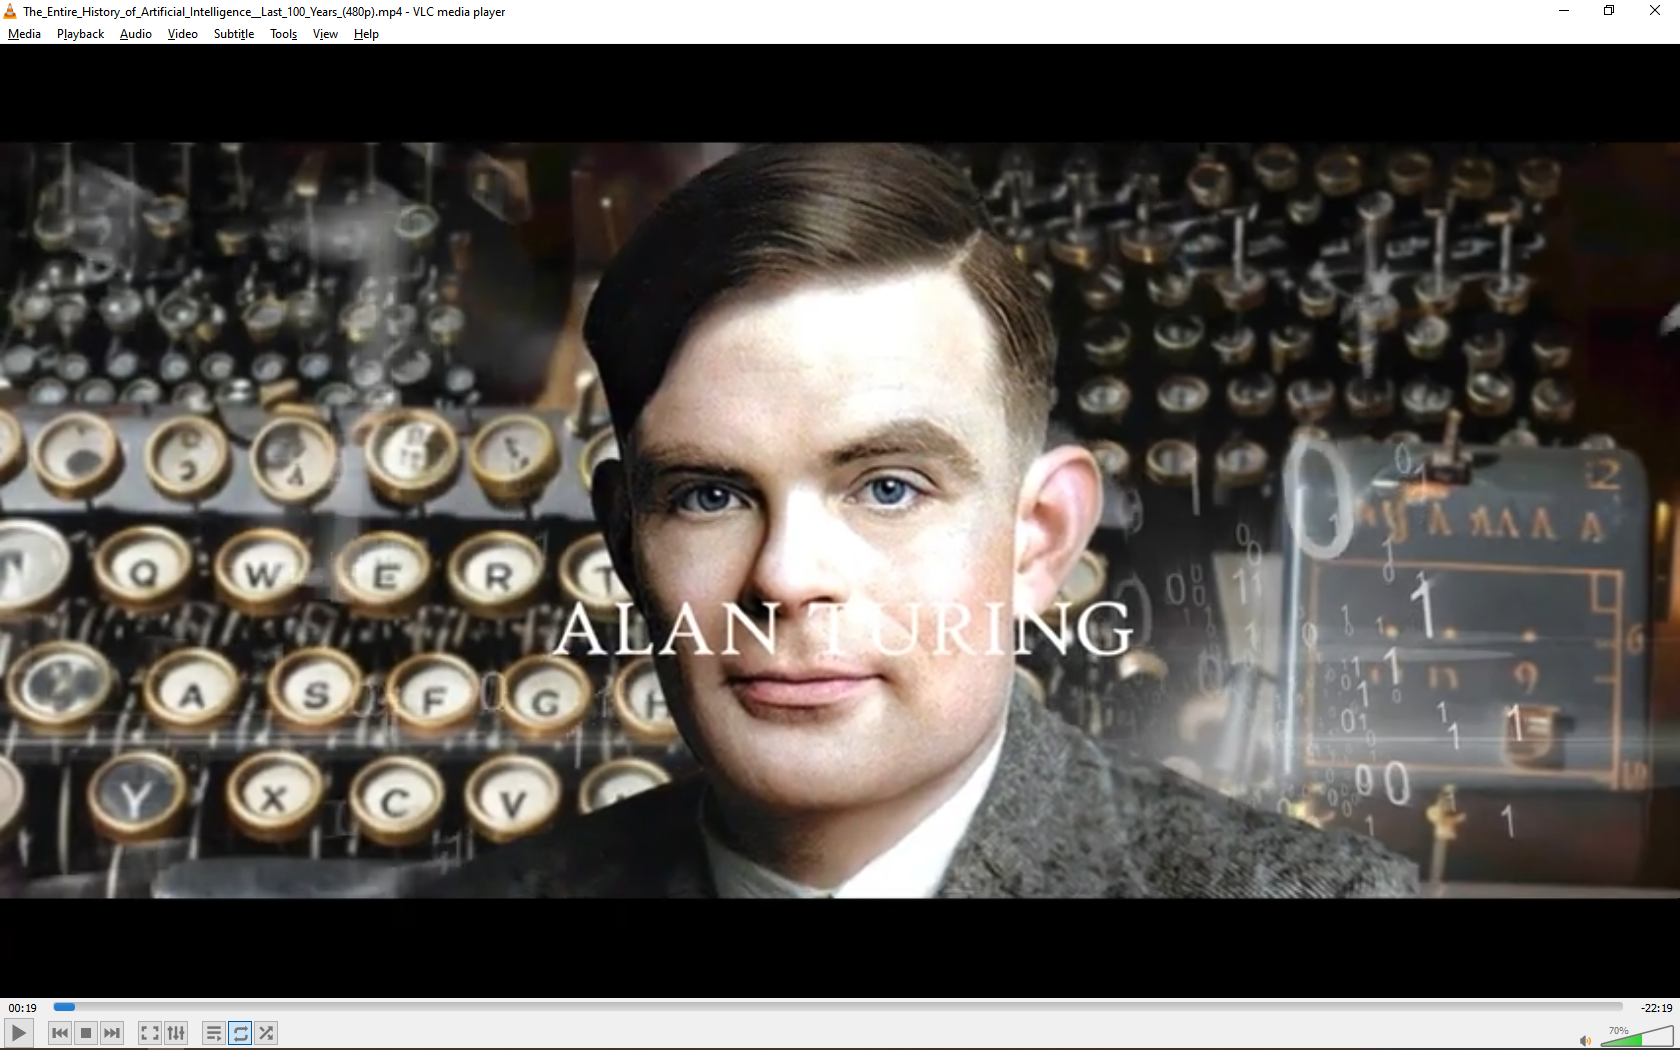 The_Entire_History_of_Artificial_Intelligence__Last_100_Years_(480p).mp4 - VLC media player
Media Playback Audio Video Subtitle Tools View Help
Q W E R T
ALAN TURING
A S F G H
Y X C V
00:19 -22:19
70%